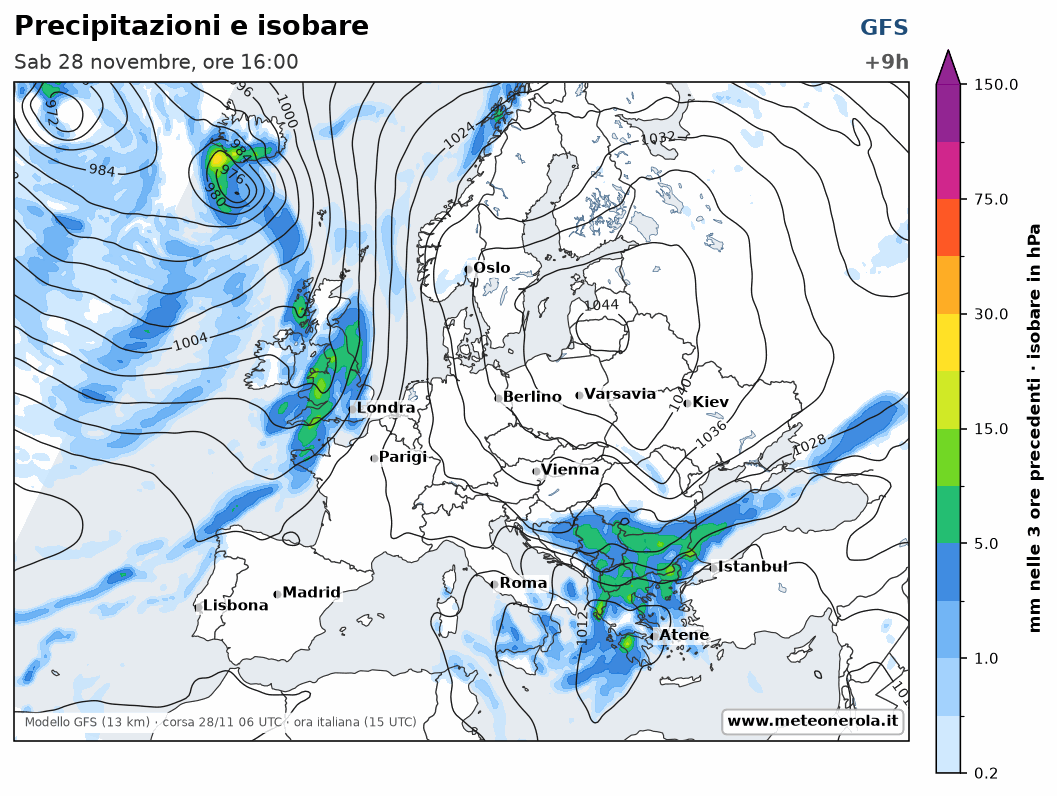 Precipitazioni e isobare
GFS
Sab 28 novembre, ore 16:00
+9h
972
984
996
1000
984
976
980
1024
1032
1044
1004
1040
1036
1028
1012
Oslo
Londra
Berlino
Varsavia
Kiev
Parigi
Vienna
Istanbul
Roma
Madrid
Lisbona
Atene
Modello GFS (13 km) · corsa 28/11 06 UTC · ora italiana (15 UTC)
www.meteonerola.it
150.0
75.0
30.0
15.0
5.0
1.0
0.2
mm nelle 3 ore precedenti · isobare in hPa